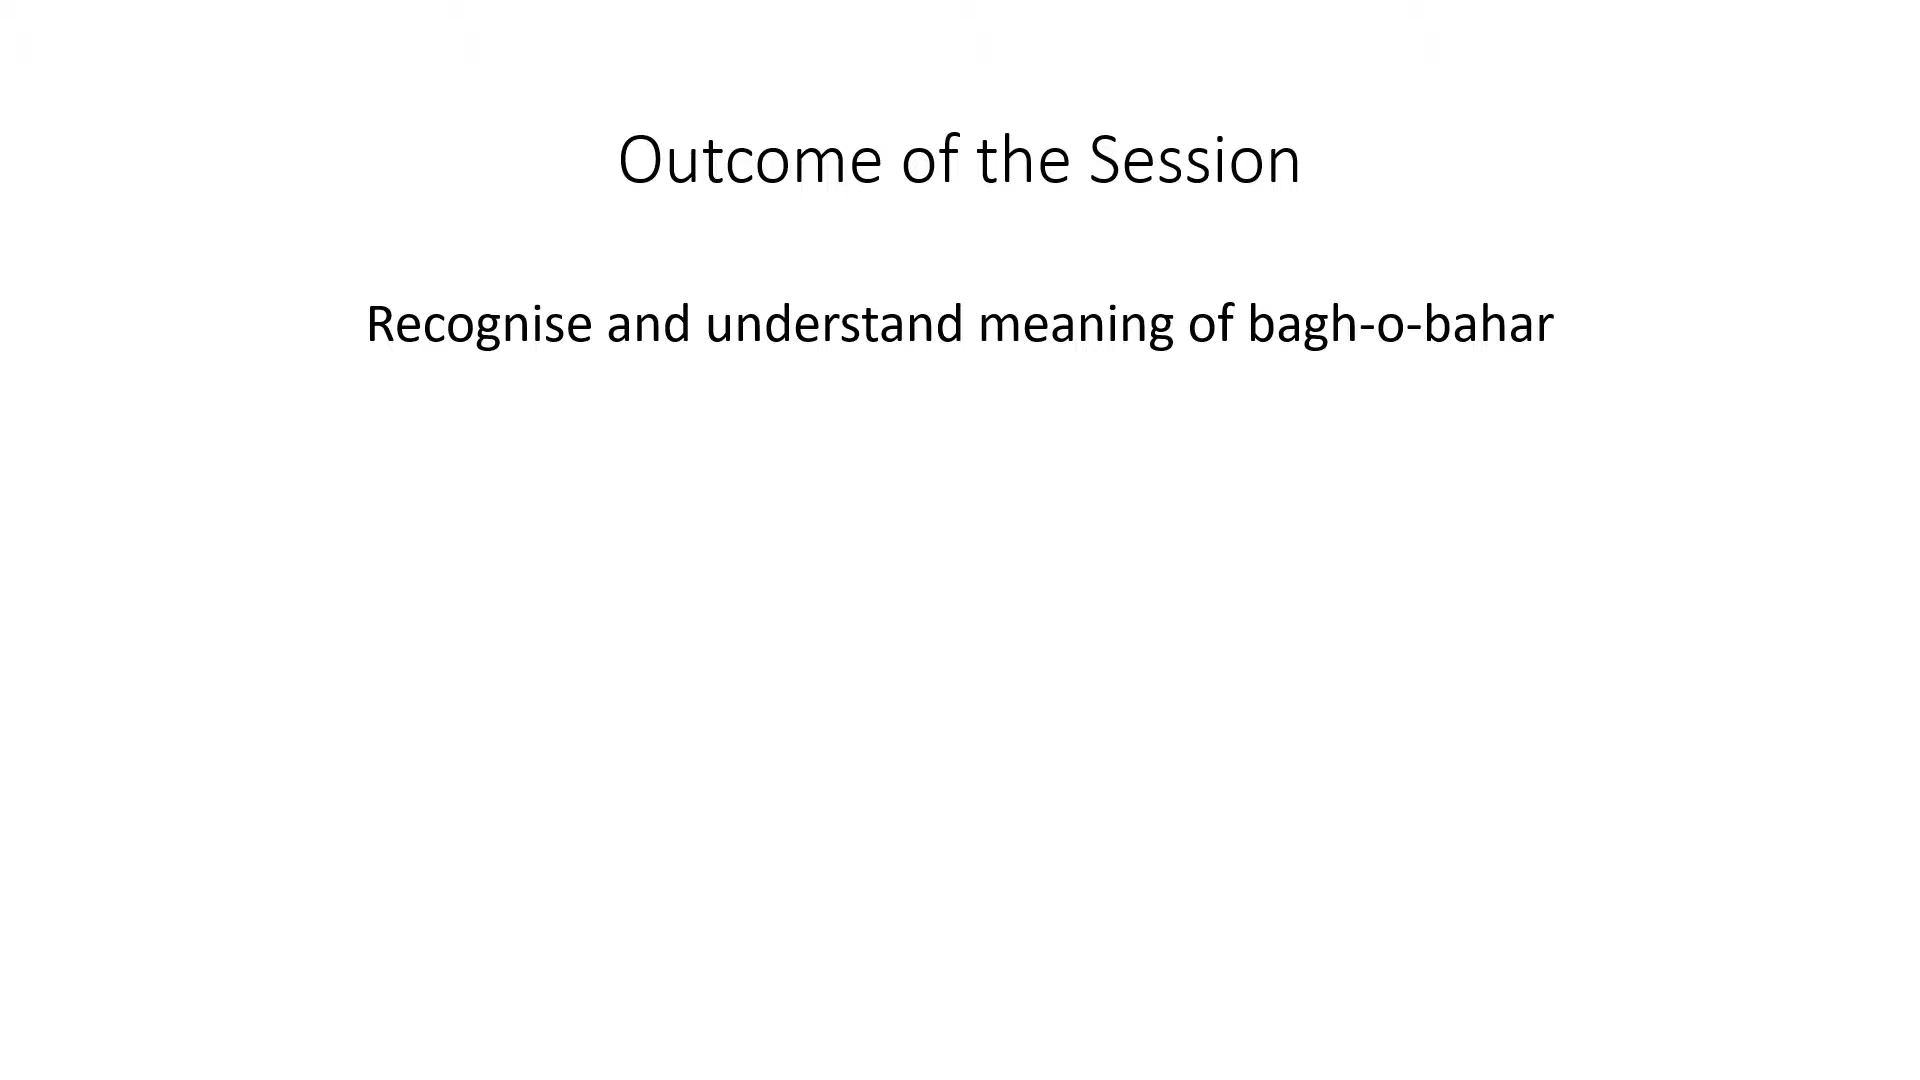 Outcome of the Session
Recognise and understand meaning of bagh-o-bahar